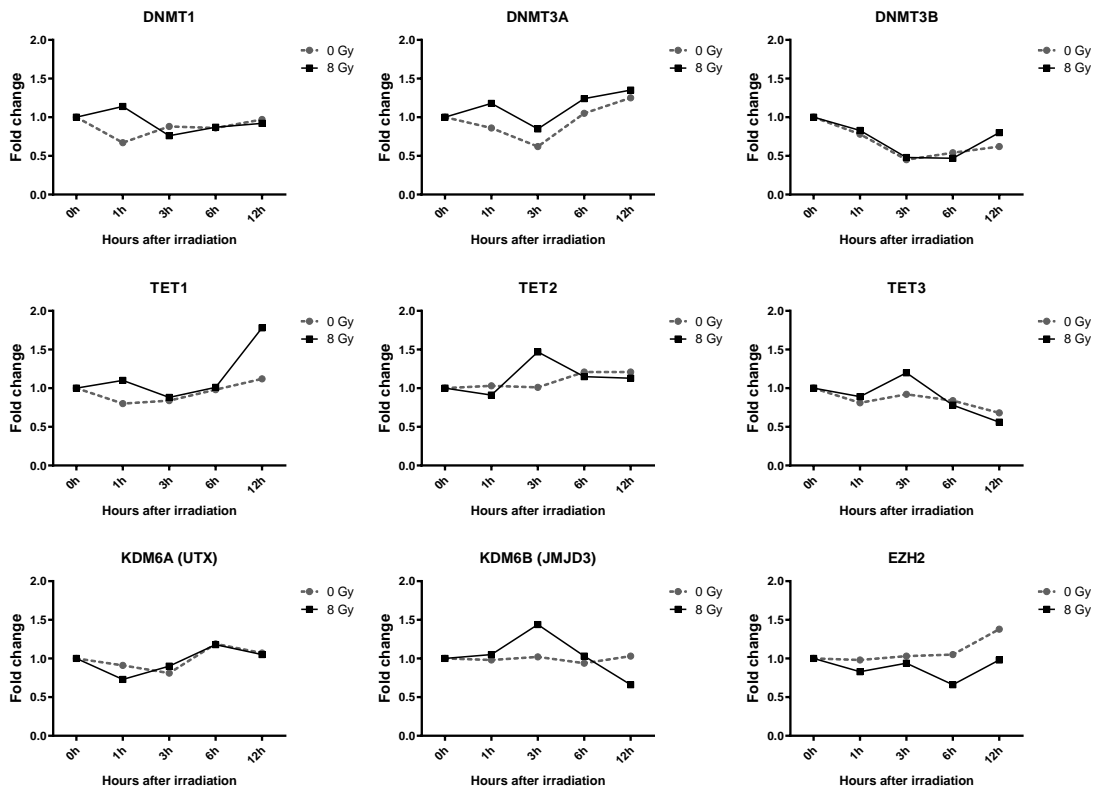 DNMT1
2.0
1.5
1.0
0.5
0.0
Fold change
0h
1h
3h
6h
12h
Hours after irradiation
0 Gy
8 Gy
DNMT3A
2.0
1.5
1.0
0.5
0.0
Fold change
0h
1h
3h
6h
12h
Hours after irradiation
0 Gy
8 Gy
DNMT3B
2.0
1.5
1.0
0.5
0.0
Fold change
0h
1h
3h
6h
12h
Hours after irradiation
0 Gy
8 Gy
TET1
2.0
1.5
1.0
0.5
0.0
Fold change
0h
1h
3h
6h
12h
Hours after irradiation
0 Gy
8 Gy
TET2
2.0
1.5
1.0
0.5
0.0
Fold change
0h
1h
3h
6h
12h
Hours after irradiation
0 Gy
8 Gy
TET3
2.0
1.5
1.0
0.5
0.0
Fold change
0h
1h
3h
6h
12h
Hours after irradiation
0 Gy
8 Gy
KDM6A (UTX)
2.0
1.5
1.0
0.5
0.0
Fold change
0h
1h
3h
6h
12h
Hours after irradiation
0 Gy
8 Gy
KDM6B (JMJD3)
2.0
1.5
1.0
0.5
0.0
Fold change
0h
1h
3h
6h
12h
Hours after irradiation
0 Gy
8 Gy
EZH2
2.0
1.5
1.0
0.5
0.0
Fold change
0h
1h
3h
6h
12h
Hours after irradiation
0 Gy
8 Gy